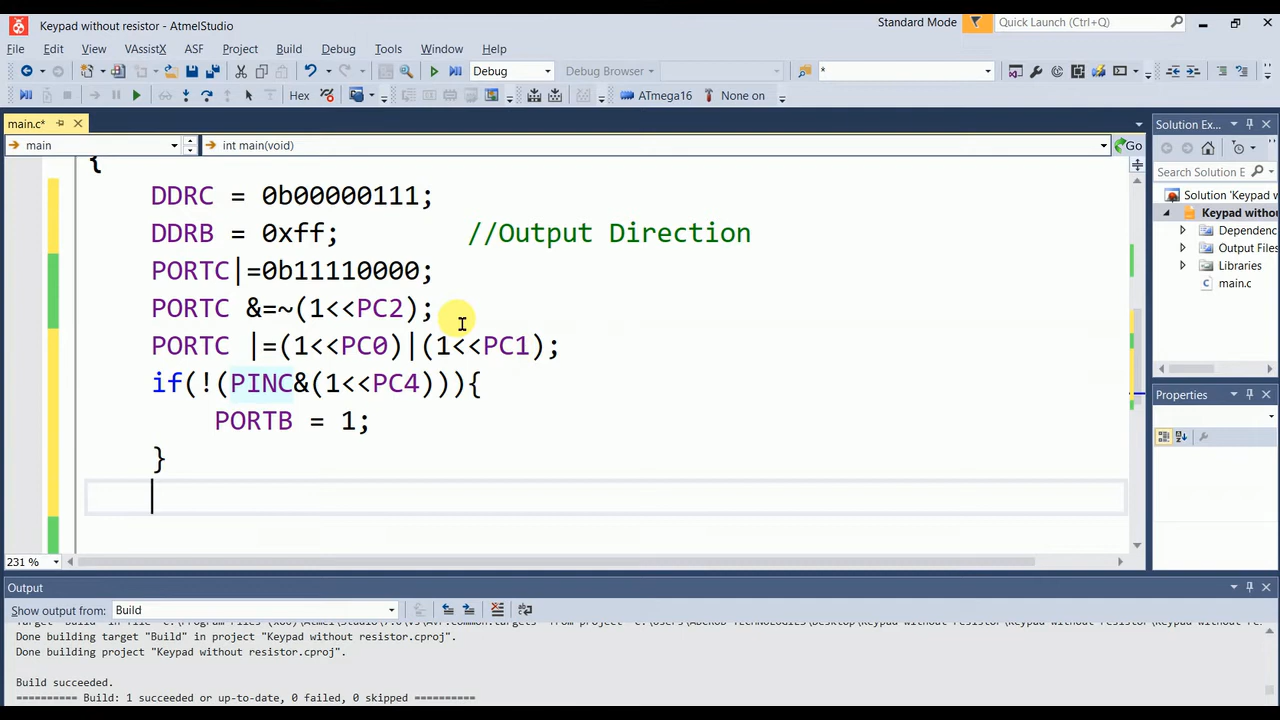 Keypad without resistor - AtmelStudio
Standard Mode
Quick Launch (Ctrl+Q)
File Edit View VAssistX ASF Project Build Debug Tools Window Help
Debug Debug Browser *
Hex ATmega16 None on
main.c*
Solution Ex...
main int main(void) Go
Search Solution E
{
DDRC = 0b00000111;
DDRB = 0xff; //Output Direction
PORTC|=0b11110000;
PORTC &=~(1<<PC2);
PORTC |=(1<<PC0)|(1<<PC1);
if(!(PINC&(1<<PC4))){
PORTB = 1;
}
Solution 'Keypad w
Keypad withou
Dependenc
Output Files
Libraries
main.c
Properties
231 %
Output
Show output from: Build
Done building target "Build" in project "Keypad without resistor.cproj".
Done building project "Keypad without resistor.cproj".
Build succeeded.
========== Build: 1 succeeded or up-to-date, 0 failed, 0 skipped ==========